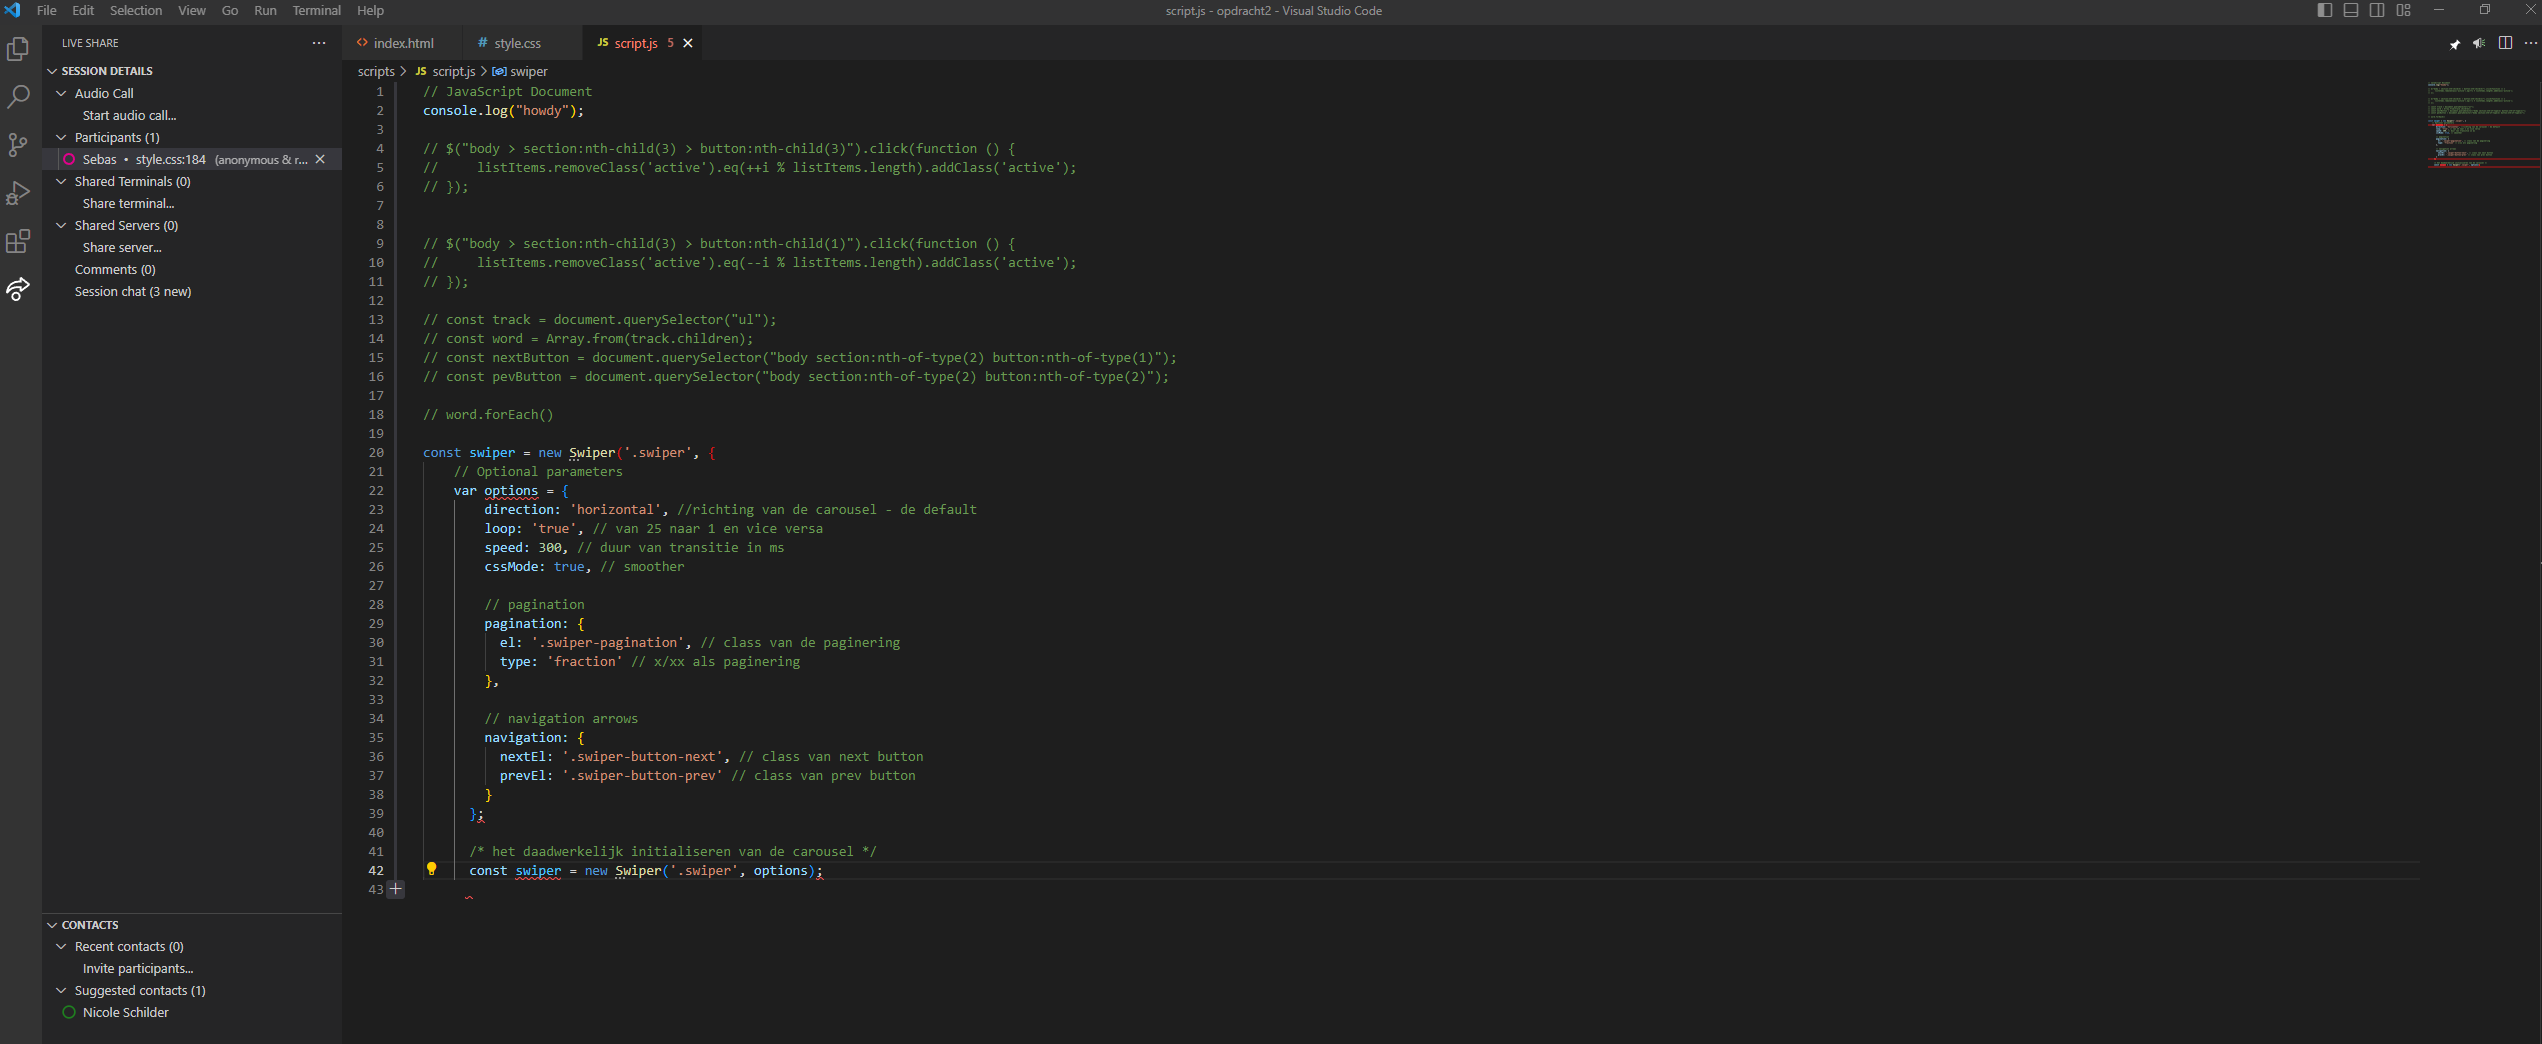 File Edit Selection View Go Run Terminal Help
script.js - opdracht2 - Visual Studio Code
LIVE SHARE
SESSION DETAILS
Audio Call
Start audio call...
Participants (1)
Sebas • style.css:184 (anonymous & r...
Shared Terminals (0)
Share terminal...
Shared Servers (0)
Share server...
Comments (0)
Session chat (3 new)
CONTACTS
Recent contacts (0)
Invite participants...
Suggested contacts (1)
Nicole Schilder
index.html
# style.css
JS script.js 5
scripts > JS script.js > swiper
1 // JavaScript Document
2 console.log("howdy");
3
4 // $("body > section:nth-child(3) > button:nth-child(3)").click(function () {
5 //     listItems.removeClass('active').eq(++i % listItems.length).addClass('active');
6 // });
7
8
9 // $("body > section:nth-child(3) > button:nth-child(1)").click(function () {
10 //     listItems.removeClass('active').eq(--i % listItems.length).addClass('active');
11 // });
12
13 // const track = document.querySelector("ul");
14 // const word = Array.from(track.children);
15 // const nextButton = document.querySelector("body section:nth-of-type(2) button:nth-of-type(1)");
16 // const pevButton = document.querySelector("body section:nth-of-type(2) button:nth-of-type(2)");
17
18 // word.forEach()
19
20 const swiper = new Swiper('.swiper', {
21     // Optional parameters
22     var options = {
23         direction: 'horizontal', //richting van de carousel - de default
24         loop: 'true', // van 25 naar 1 en vice versa
25         speed: 300, // duur van transitie in ms
26         cssMode: true, // smoother
27
28         // pagination
29         pagination: {
30           el: '.swiper-pagination', // class van de paginering
31           type: 'fraction' // x/xx als paginering
32         },
33
34         // navigation arrows
35         navigation: {
36           nextEl: '.swiper-button-next', // class van next button
37           prevEl: '.swiper-button-prev' // class van prev button
38         }
39       };
40
41       /* het daadwerkelijk initialiseren van de carousel */
42       const swiper = new Swiper('.swiper', options);
43